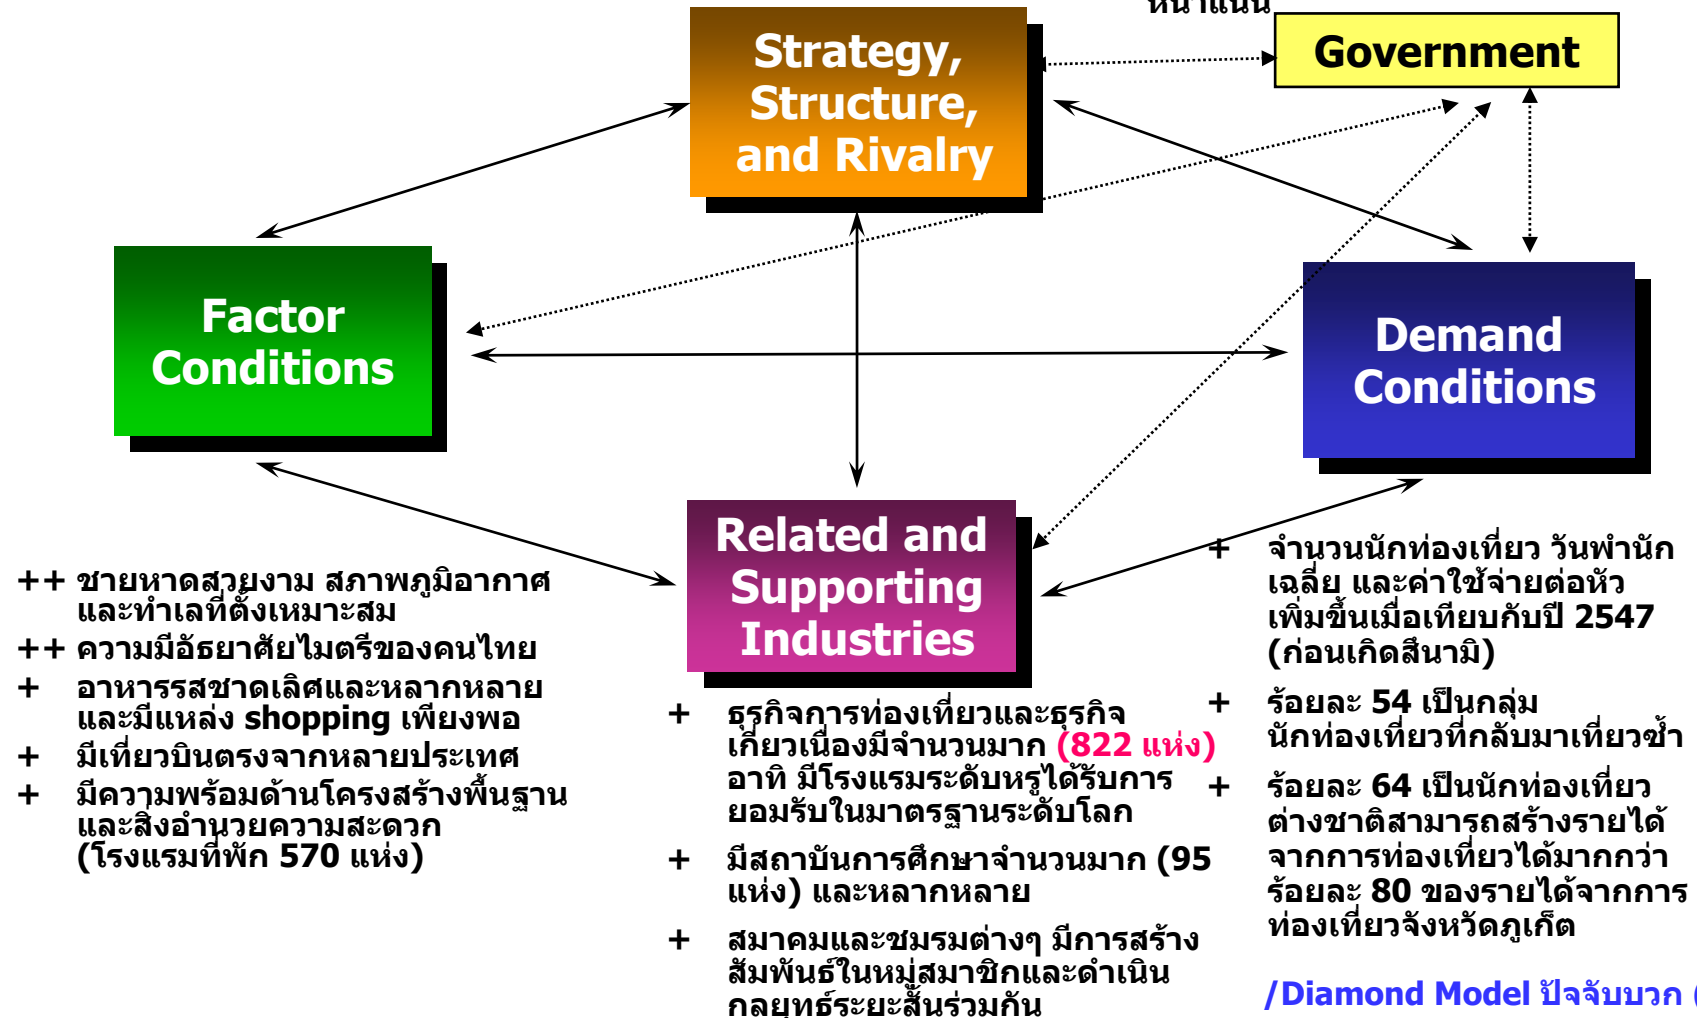 Strategy,
Structure,
and Rivalry
Government
Factor
Conditions
Demand
Conditions
Related and
Supporting
Industries
++ ชายหาดสวยงาม สภาพภูมิอากาศ
และทำเลที่ตั้งเหมาะสม
++ ความมีอัธยาศัยไมตรีของคนไทย
+ อาหารรสชาดเลิศและหลากหลาย
และมีแหล่ง shopping เพียงพอ
+ มีเที่ยวบินตรงจากหลายประเทศ
+ มีความพร้อมด้านโครงสร้างพื้นฐาน
และสิ่งอำนวยความสะดวก
(โรงแรมที่พัก 570 แห่ง)
+ ธุรกิจการท่องเที่ยวและธุรกิจ
เกี่ยวเนื่องมีจำนวนมาก (822 แห่ง)
อาทิ มีโรงแรมระดับหรูได้รับการ
ยอมรับในมาตรฐานระดับโลก
+ มีสถาบันการศึกษาจำนวนมาก (95
แห่ง) และหลากหลาย
+ สมาคมและชมรมต่างๆ มีการสร้าง
สัมพันธ์ในหมู่สมาชิกและดำเนิน
กลยุทธ์ระยะสั้นร่วมกัน
+ จำนวนนักท่องเที่ยว วันพำนัก
เฉลี่ย และค่าใช้จ่ายต่อหัว
เพิ่มขึ้นเมื่อเทียบกับปี 2547
(ก่อนเกิดสึนามิ)
+ ร้อยละ 54 เป็นกลุ่ม
นักท่องเที่ยวที่กลับมาเที่ยวซ้ำ
+ ร้อยละ 64 เป็นนักท่องเที่ยว
ต่างชาติสามารถสร้างรายได้
จากการท่องเที่ยวได้มากกว่า
ร้อยละ 80 ของรายได้จากการ
ท่องเที่ยวจังหวัดภูเก็ต
/Diamond Model ปัจจับบวก (